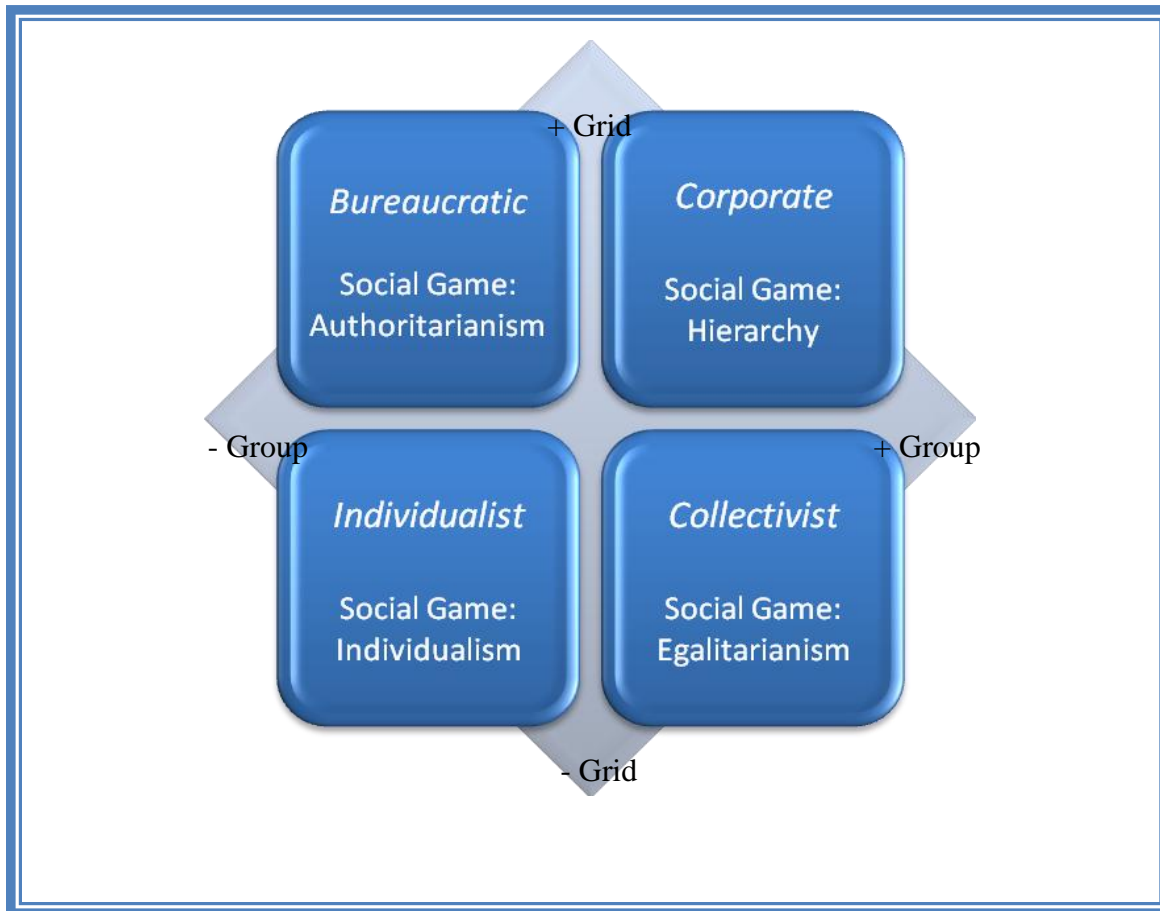 + Grid
Bureaucratic
Social Game:
Authoritarianism
Corporate
Social Game:
Hierarchy
- Group
+ Group
Individualist
Social Game:
Individualism
Collectivist
Social Game:
Egalitarianism
- Grid